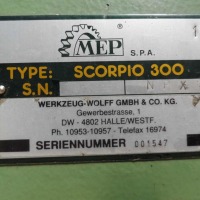 MEP S.P.A.
TYPE: SCORPIO 300
S.N.
WERKZEUG-WOLFF GMBH & CO. KG.
Gewerbestrasse, 1
DW - 4802 HALLE/WESTF.
Ph. 10953-10957 - Telefax 16974
SERIENNUMMER 001547